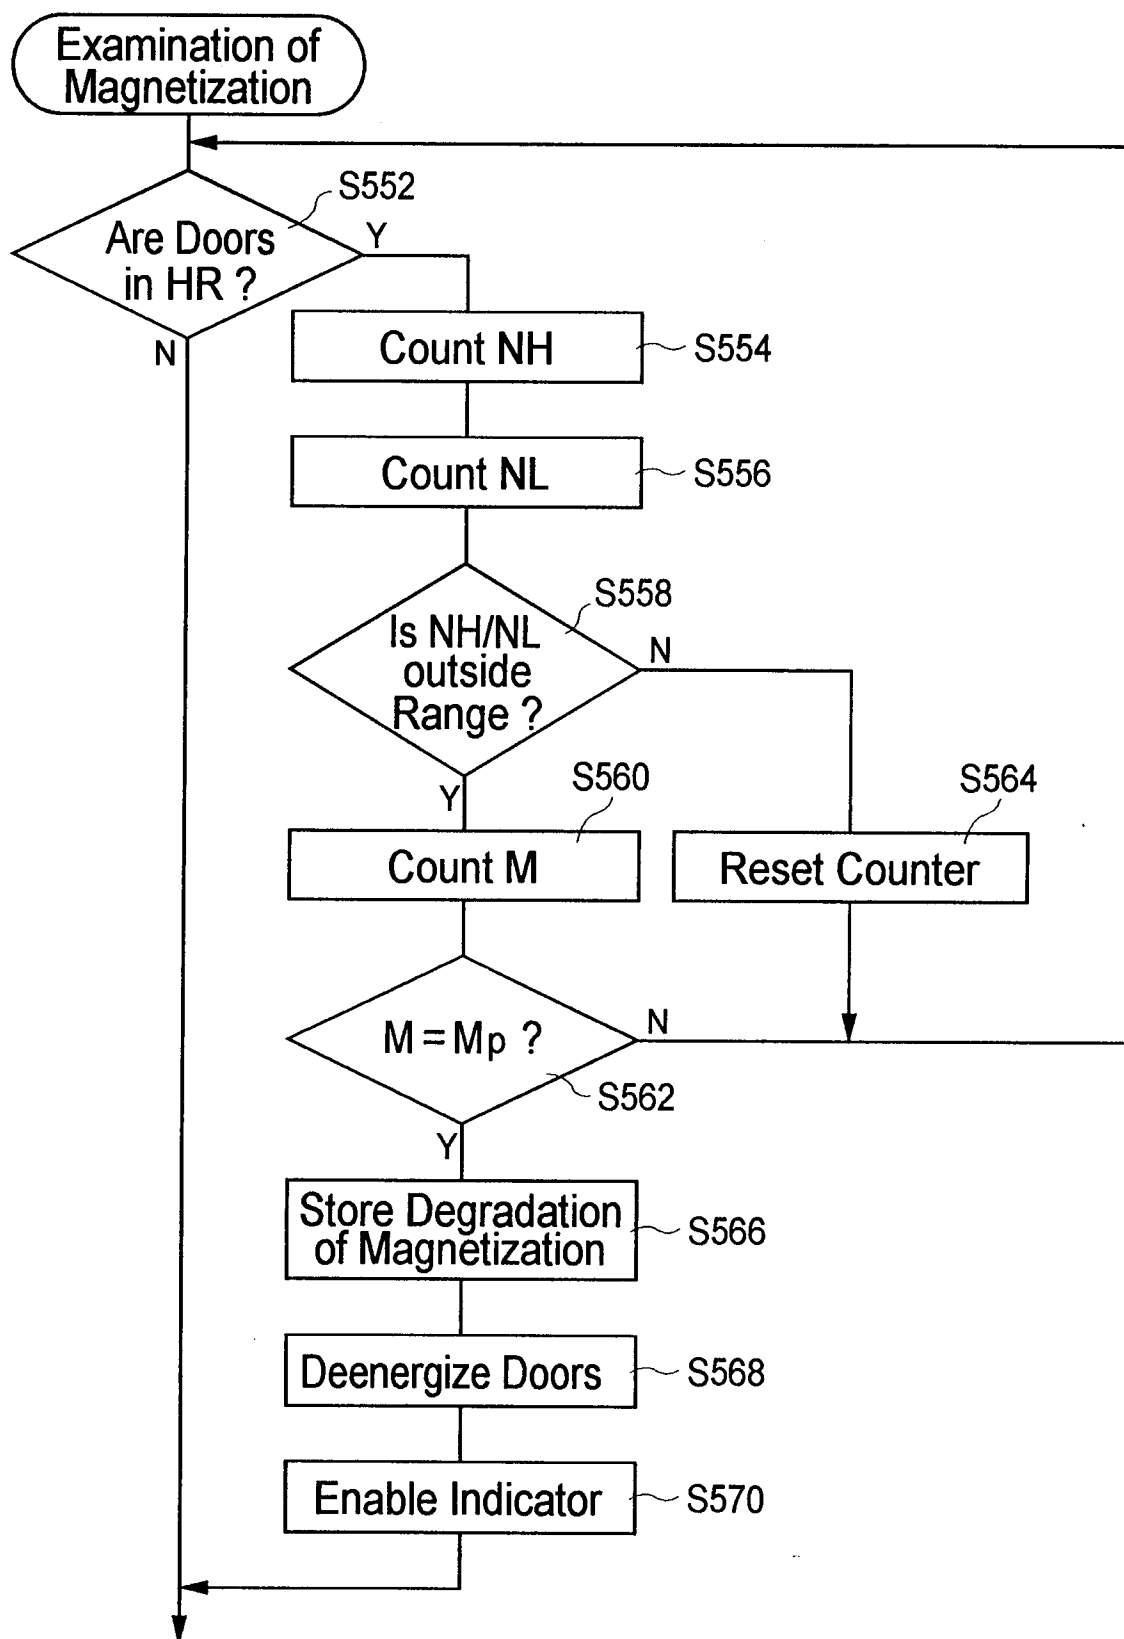 Examination of
Magnetization
S552
Are Doors
in HR ?
Y
N
Count NH
S554
Count NL
S556
S558
Is NH/NL
outside
Range ?
N
Y
S560
S564
Count M
Reset Counter
M = Mp ?
N
S562
Y
Store Degradation
of Magnetization
S566
Deenergize Doors
S568
Enable Indicator
S570